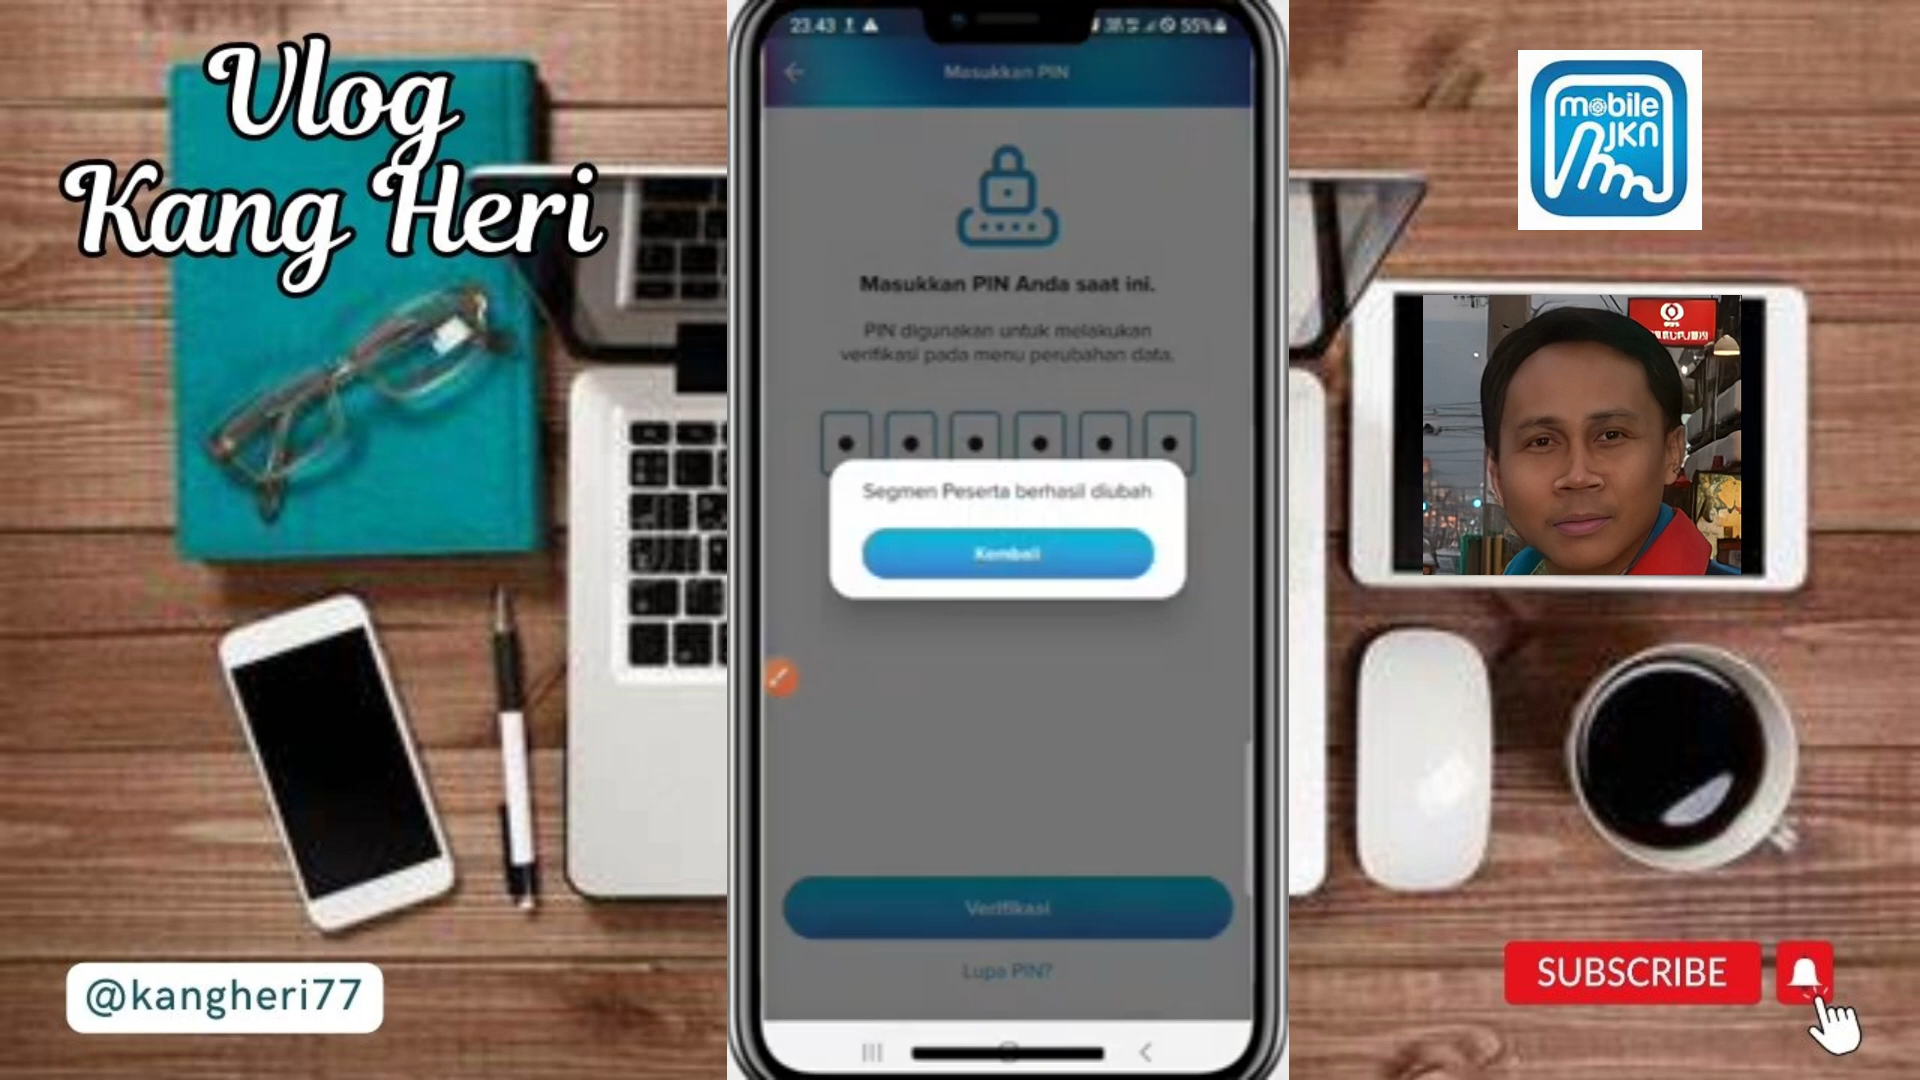 Vlog
Kang Heri
@kangheri77
23.43
55%
Masukkan PIN
Masukkan PIN Anda saat ini.
PIN digunakan untuk melakukan
verifikasi pada menu perubahan data.
Segmen Peserta berhasil diubah
Kembali
Verifikasi
Lupa PIN?
mobile
JKN
SUBSCRIBE